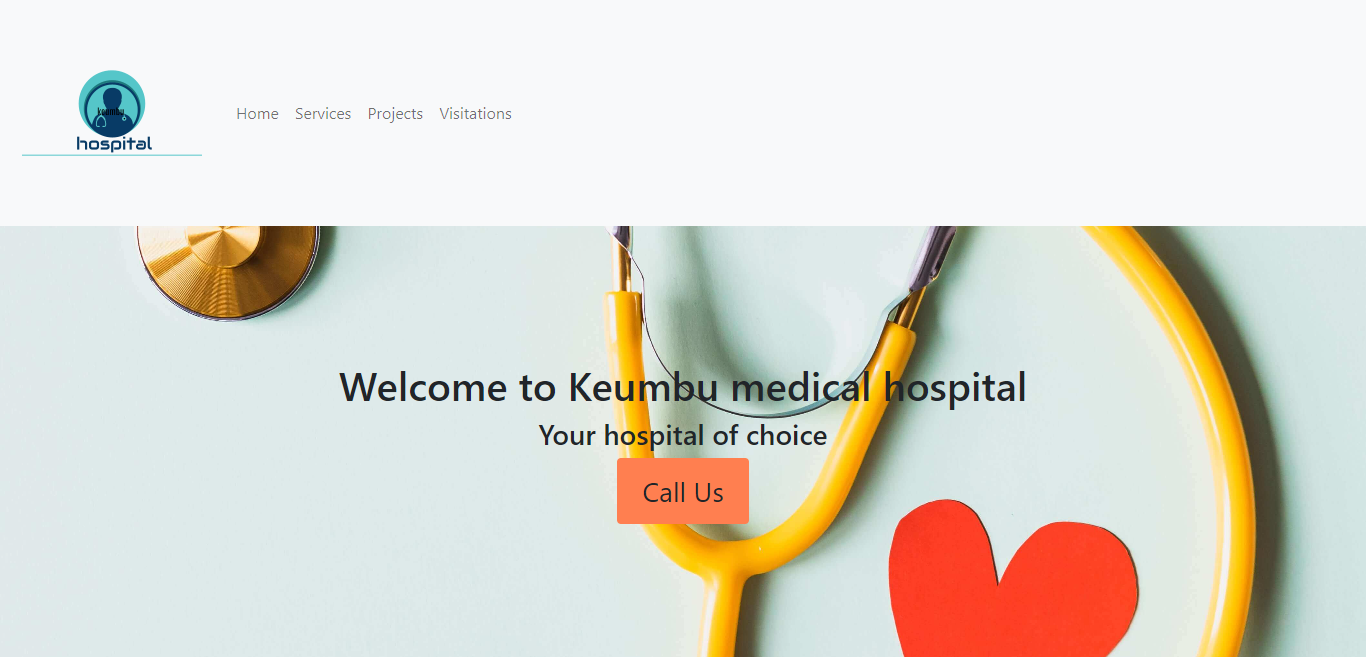 keumbu
hospital
Home Services Projects Visitations
Welcome to Keumbu medical hospital
Your hospital of choice
Call Us